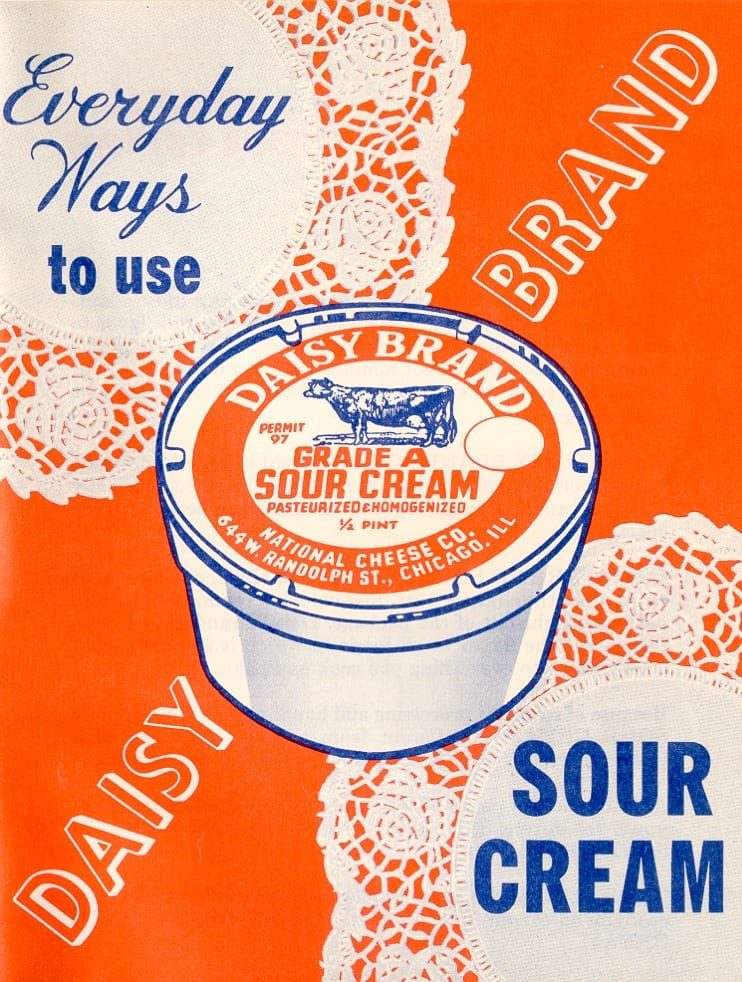 Everyday
Ways
to use
DAISY BRAND
DAISY BRAND
PERMIT
97
GRADE A
SOUR CREAM
PASTEURIZED & HOMOGENIZED
½ PINT
NATIONAL CHEESE CO.
644 W. RANDOLPH ST., CHICAGO. ILL
SOUR
CREAM